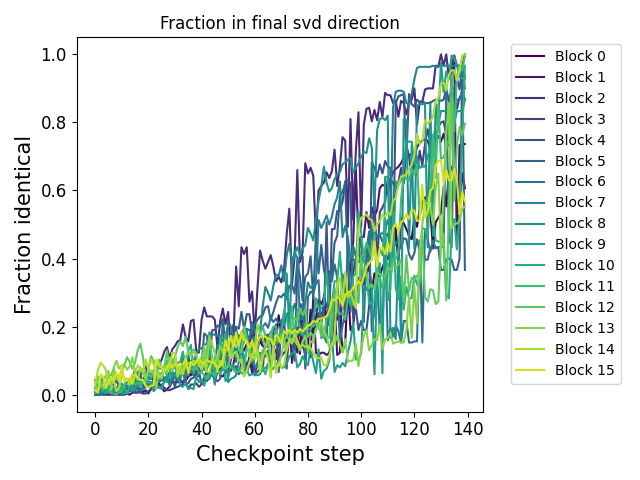 Fraction in final svd direction
Fraction identical
1.0
0.8
0.6
0.4
0.2
0.0
0 20 40 60 80 100 120 140
Checkpoint step
Block 0
Block 1
Block 2
Block 3
Block 4
Block 5
Block 6
Block 7
Block 8
Block 9
Block 10
Block 11
Block 12
Block 13
Block 14
Block 15